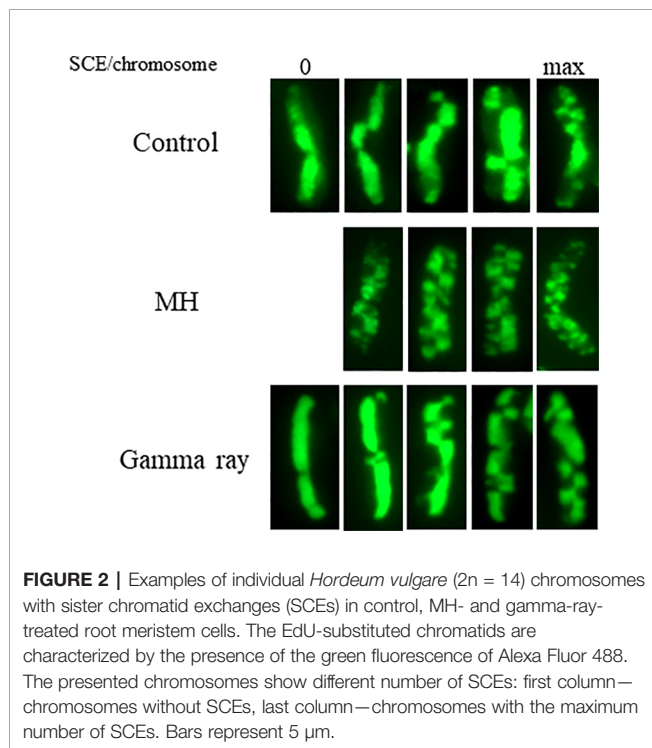 SCE/chromosome 0 max
Control
MH
Gamma ray
FIGURE 2 | Examples of individual Hordeum vulgare (2n = 14) chromosomes
with sister chromatid exchanges (SCEs) in control, MH- and gamma-ray-
treated root meristem cells. The EdU-substituted chromatids are
characterized by the presence of the green fluorescence of Alexa Fluor 488.
The presented chromosomes show different number of SCEs: first column—
chromosomes without SCEs, last column—chromosomes with the maximum
number of SCEs. Bars represent 5 µm.